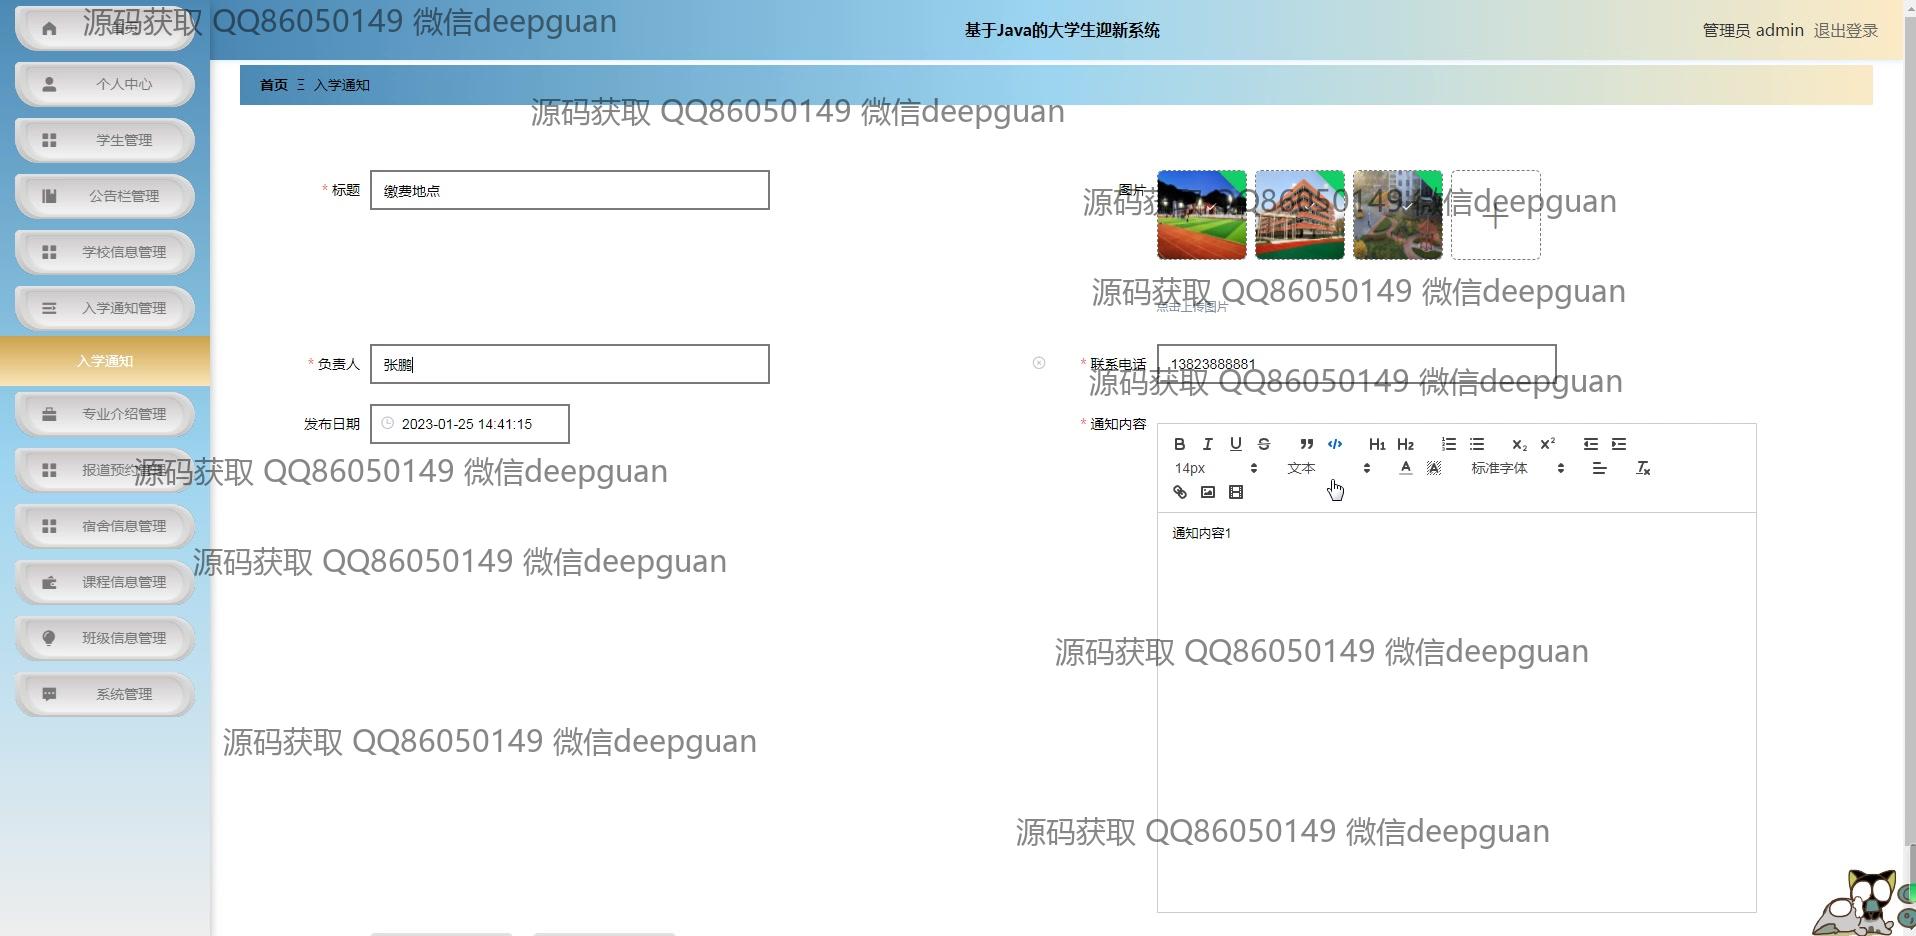 基于Java的大学生迎新系统
管理员 admin 退出登录
源码获取 QQ86050149 微信deepguan
首页
个人中心
学生管理
公告栏管理
学校信息管理
入学通知管理
入学通知
专业介绍管理
报道预约管理
宿舍信息管理
课程信息管理
班级信息管理
系统管理
首页 Ξ 入学通知
源码获取 QQ86050149 微信deepguan
* 标题 缴费地点
图片
源码获取 QQ86050149 微信deepguan
源码获取 QQ86050149 微信deepguan
点击上传图片
* 负责人 张鹏
* 联系电话 13823888881
源码获取 QQ86050149 微信deepguan
发布日期 2023-01-25 14:41:15
* 通知内容
B I U S ” </> H1 H2 X₂ X²
14px 文本 A A 标准字体 Tx
通知内容1
源码获取 QQ86050149 微信deepguan
源码获取 QQ86050149 微信deepguan
源码获取 QQ86050149 微信deepguan
源码获取 QQ86050149 微信deepguan
源码获取 QQ86050149 微信deepguan